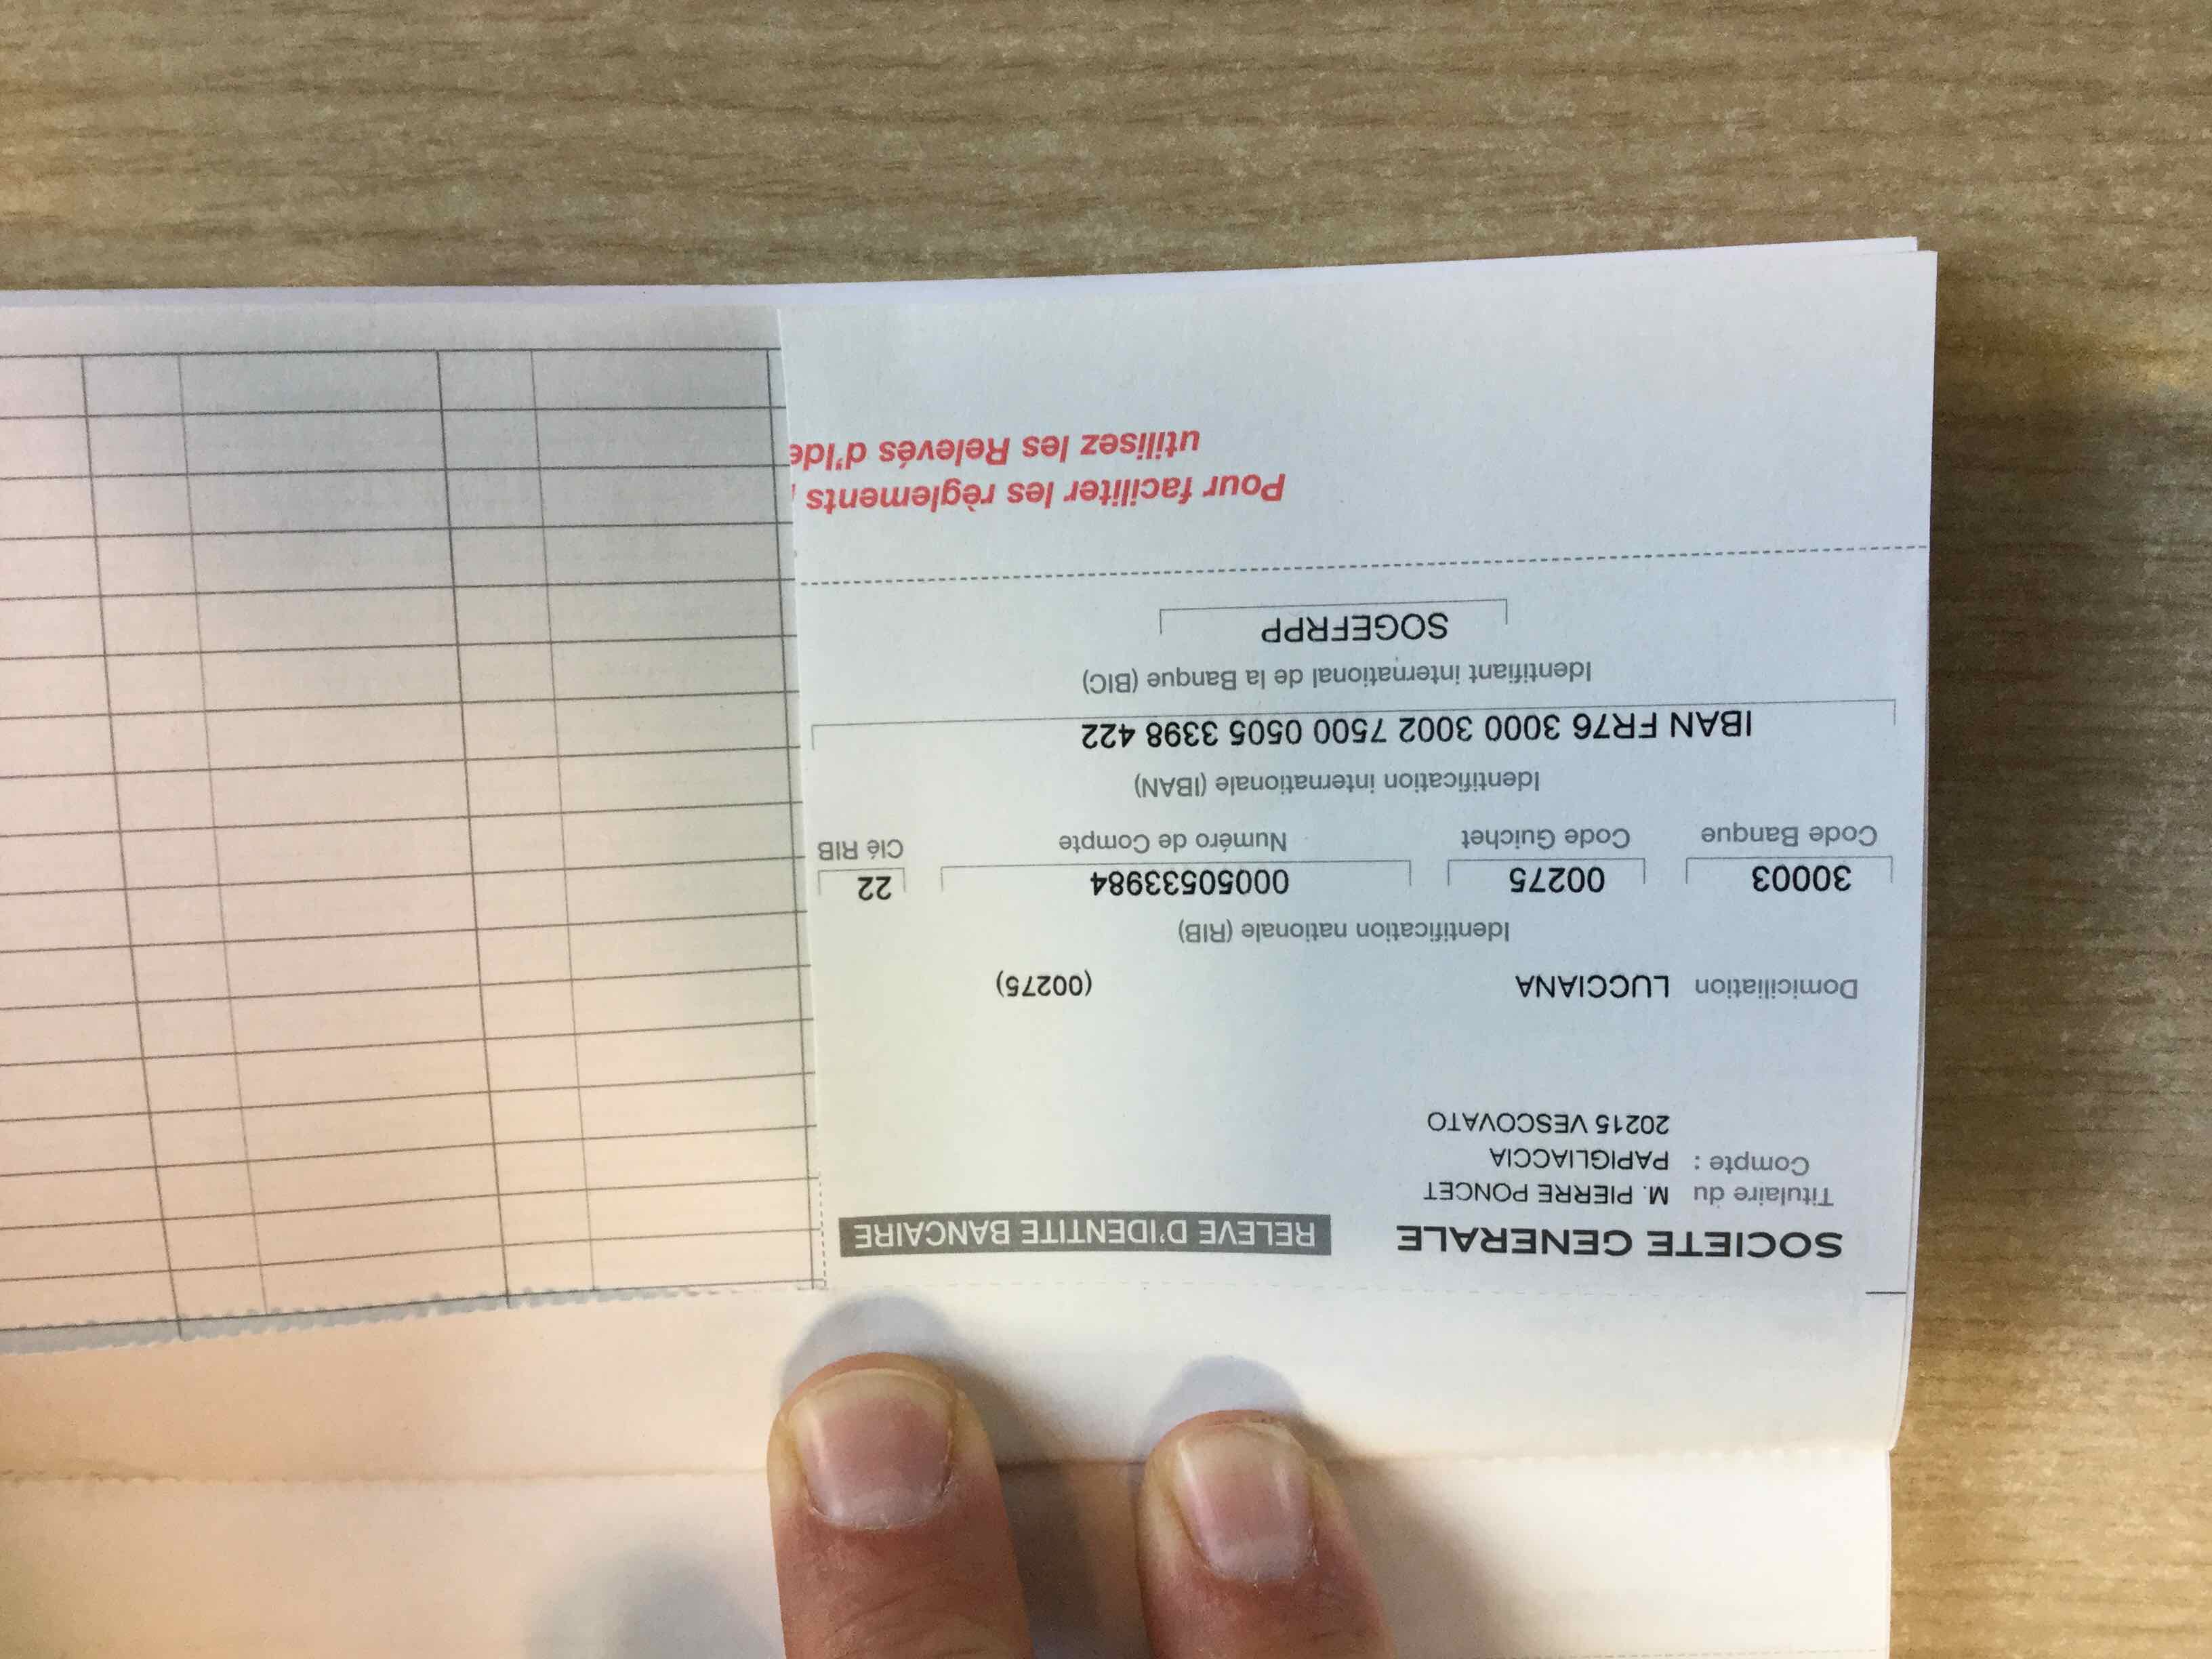 SOCIETE GENERALE RELEVE D'IDENTITE BANCAIRE
Titulaire du M. PIERRE PONCET
Compte : PAPIGLIACCIA
20215 VESCOVATO
Domiciliation LUCCIANA (00275)
Identification nationale (RIB)
30003 00275 00050533984 22
Code Banque Code Guichet Numéro de Compte Clé RIB
Identification internationale (IBAN)
IBAN FR76 3000 3002 7500 0505 3398 422
Identifiant international de la Banque (BIC)
SOGEFRPP
Pour faciliter les règlements
utilisez les Relevés d'Ide